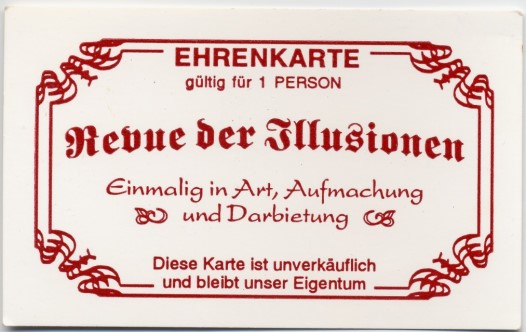 EHRENKARTE
gültig für 1 PERSON
Revue der Illusionen
Einmalig in Art, Aufmachung
und Darbietung
Diese Karte ist unverkäuflich
und bleibt unser Eigentum